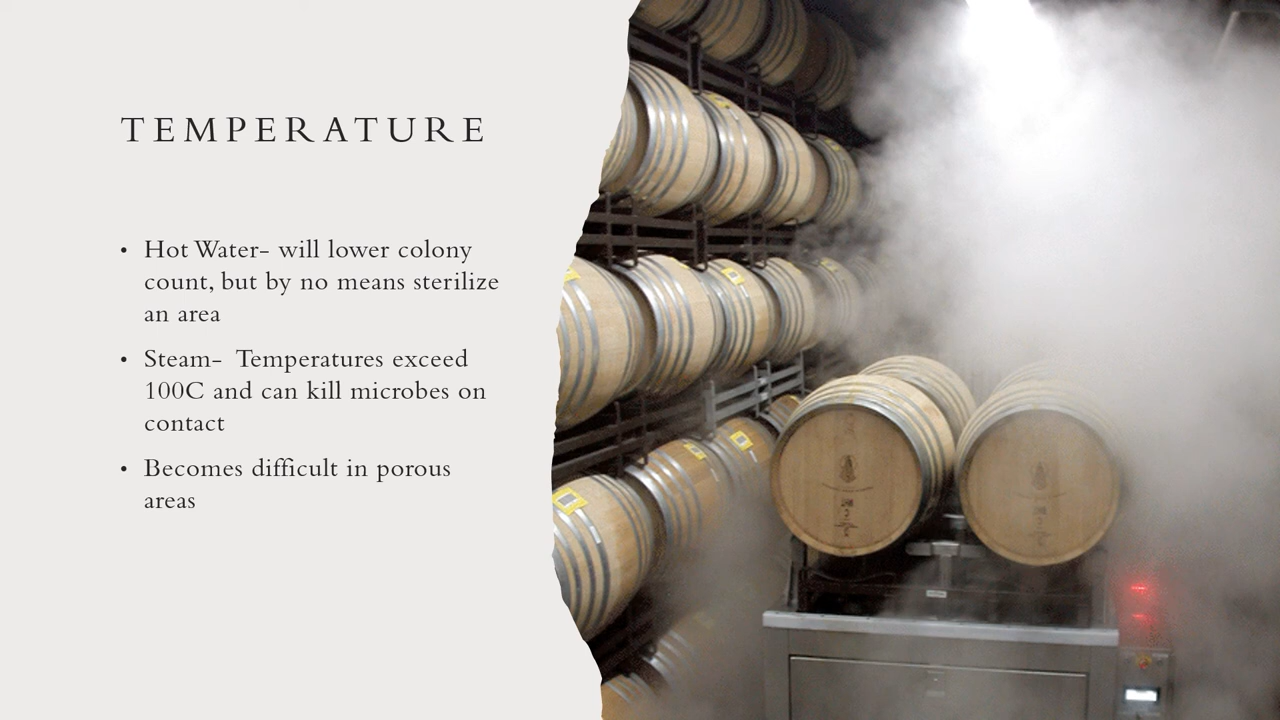 TEMPERATURE
• Hot Water- will lower colony
count, but by no means sterilize
an area
• Steam-  Temperatures exceed
100C and can kill microbes on
contact
• Becomes difficult in porous
areas